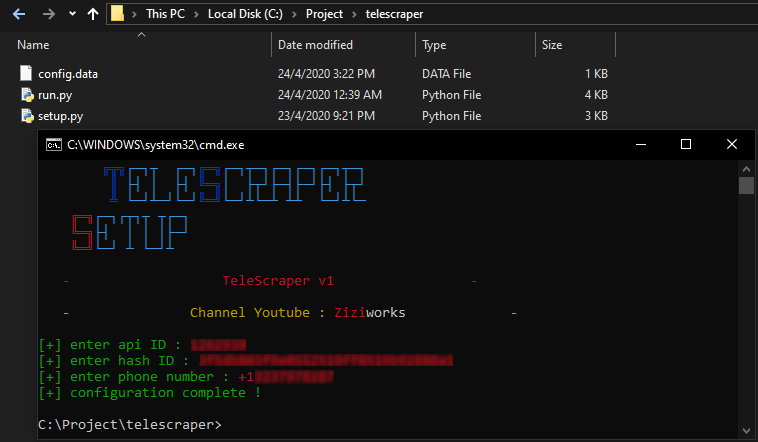 This PC > Local Disk (C:) > Project > telescraper
Name Date modified Type Size
config.data 24/4/2020 3:22 PM DATA File 1 KB
run.py 24/4/2020 12:39 AM Python File 4 KB
setup.py 23/4/2020 9:21 PM Python File 3 KB
C:\WINDOWS\system32\cmd.exe
TELESCRAPER
SETUP
- TeleScraper v1 -
- Channel Youtube : Ziziworks -
[+] enter api ID :
[+] enter hash ID :
[+] enter phone number : +1
[+] configuration complete !
C:\Project\telescraper>